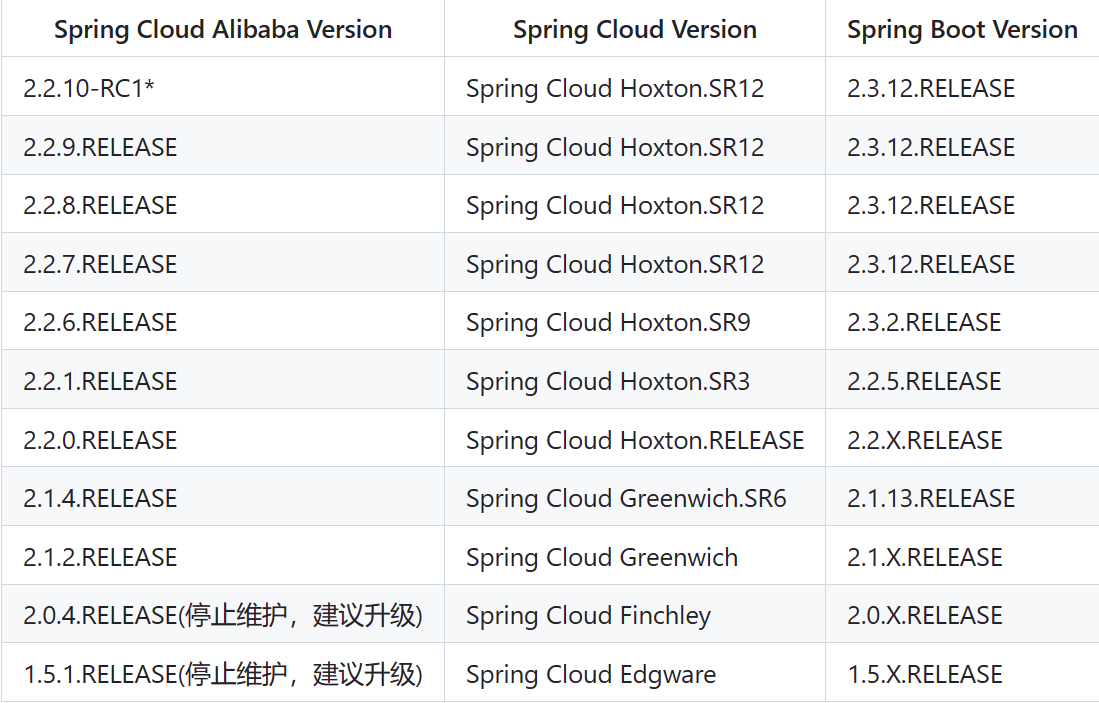 Spring Cloud Alibaba Version Spring Cloud Version Spring Boot Version
2.2.10-RC1* Spring Cloud Hoxton.SR12 2.3.12.RELEASE
2.2.9.RELEASE Spring Cloud Hoxton.SR12 2.3.12.RELEASE
2.2.8.RELEASE Spring Cloud Hoxton.SR12 2.3.12.RELEASE
2.2.7.RELEASE Spring Cloud Hoxton.SR12 2.3.12.RELEASE
2.2.6.RELEASE Spring Cloud Hoxton.SR9 2.3.2.RELEASE
2.2.1.RELEASE Spring Cloud Hoxton.SR3 2.2.5.RELEASE
2.2.0.RELEASE Spring Cloud Hoxton.RELEASE 2.2.X.RELEASE
2.1.4.RELEASE Spring Cloud Greenwich.SR6 2.1.13.RELEASE
2.1.2.RELEASE Spring Cloud Greenwich 2.1.X.RELEASE
2.0.4.RELEASE(停止维护，建议升级) Spring Cloud Finchley 2.0.X.RELEASE
1.5.1.RELEASE(停止维护，建议升级) Spring Cloud Edgware 1.5.X.RELEASE